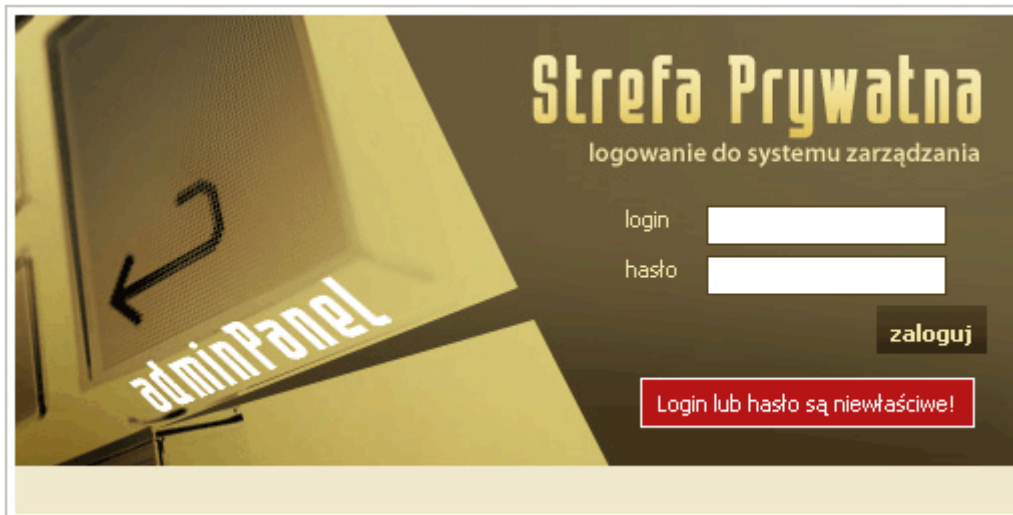 Strefa Prywatna
logowanie do systemu zarządzania
login
hasło
zaloguj
Login lub hasło są niewłaściwe!
adminPanel